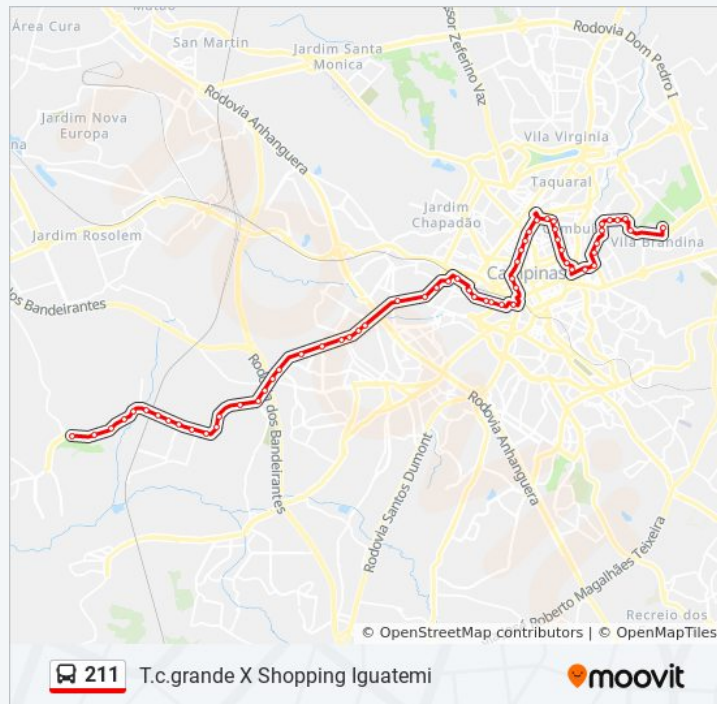 Área Cura
San Martin
Jardim Santa
Monica
Rodovia Dom Pedro I
Rodovia Anhanguera
Jardim Nova
Europa
Vila Virginia
Taquaral
Jardim
Chapadão
Jardim Rosolem
Vila Brandina
Campinas
dos Bandeirantes
Rodovia dos Bandeirantes
Rodovia Anhanguera
Rodovia Santos Dumont
Roberto Magalhães Teixeira
Recreio dos
© OpenStreetMap contributors | © OpenMapTiles
211 T.c.grande X Shopping Iguatemi
moovit